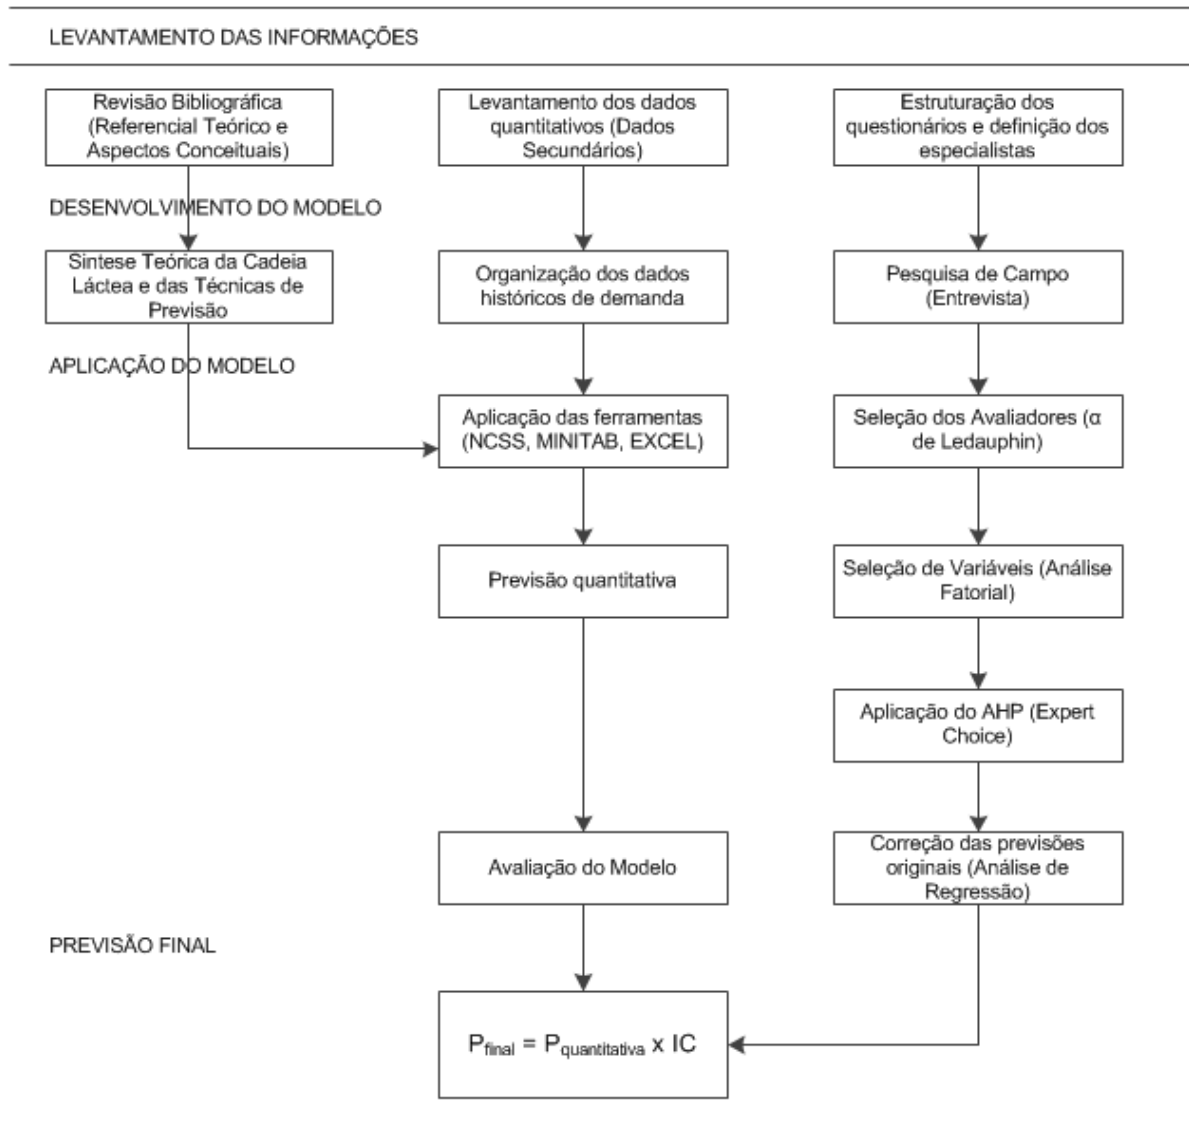 LEVANTAMENTO DAS INFORMAÇÕES
Revisão Bibliográfica
(Referencial Teórico e
Aspectos Conceituais)
Levantamento dos dados
quantitativos (Dados
Secundários)
Estruturação dos
questionários e definição dos
especialistas
DESENVOLVIMENTO DO MODELO
Sintese Teórica da Cadeia
Láctea e das Técnicas de
Previsão
Organização dos dados
históricos de demanda
Pesquisa de Campo
(Entrevista)
APLICAÇÃO DO MODELO
Aplicação das ferramentas
(NCSS, MINITAB, EXCEL)
Seleção dos Avaliadores (α
de Ledauphin)
Previsão quantitativa
Seleção de Variáveis (Análise
Fatorial)
Aplicação do AHP (Expert
Choice)
Avaliação do Modelo
Correção das previsões
originais (Análise de
Regressão)
PREVISÃO FINAL
Pfinal = Pquantitativa x IC